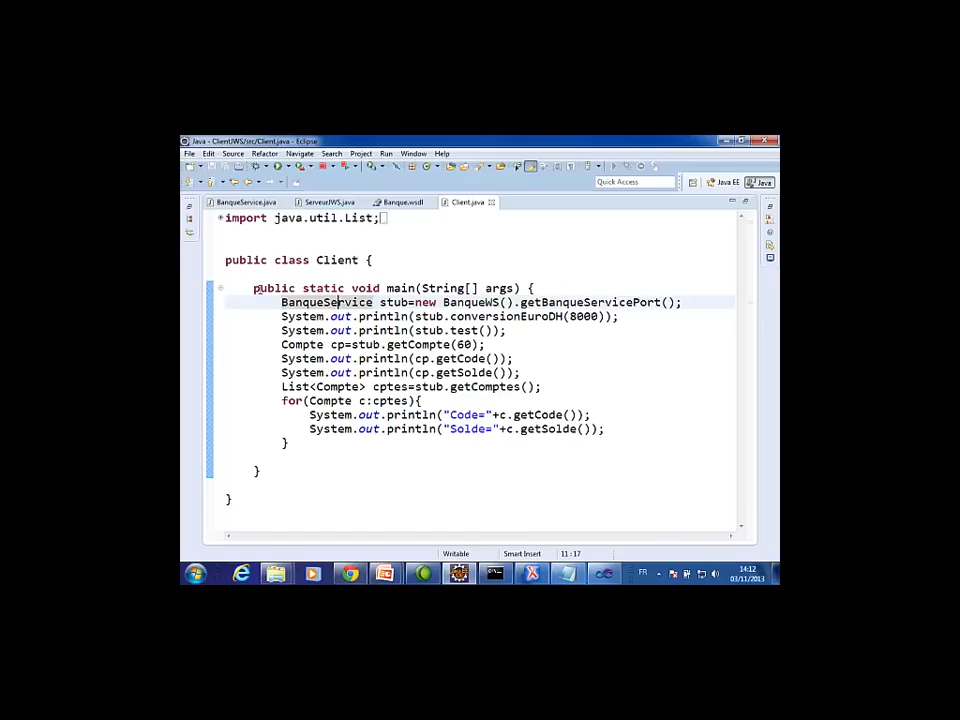 Java - ClientJWS/src/Client.java - Eclipse
File Edit Source Refactor Navigate Search Project Run Window Help
Quick Access Java EE Java
BanqueService.java ServeurJWS.java Banque.wsdl Client.java
import java.util.List;
public class Client {
public static void main(String[] args) {
BanqueService stub=new BanqueWS().getBanqueServicePort();
System.out.println(stub.conversionEuroDH(8000));
System.out.println(stub.test());
Compte cp=stub.getCompte(60);
System.out.println(cp.getCode());
System.out.println(cp.getSolde());
List<Compte> cptes=stub.getComptes();
for(Compte c:cptes){
System.out.println("Code="+c.getCode());
System.out.println("Solde="+c.getSolde());
}
}
}
Writable Smart Insert 11 : 17
FR 14:12
03/11/2013